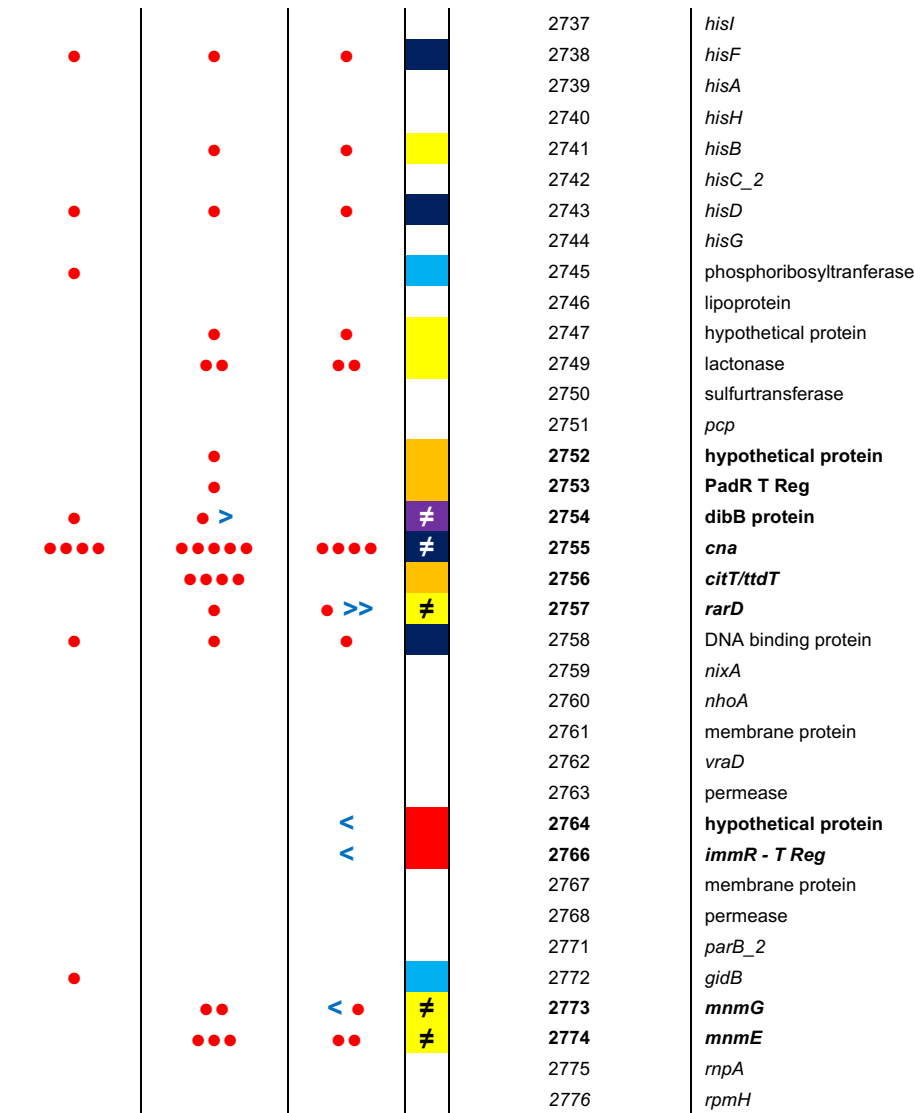 2737 hisI
● ● ● 2738 hisF
2739 hisA
2740 hisH
● ● 2741 hisB
2742 hisC_2
● ● ● 2743 hisD
2744 hisG
● 2745 phosphoribosyltranferase
2746 lipoprotein
● ● 2747 hypothetical protein
●● ●● 2749 lactonase
2750 sulfurtransferase
2751 pcp
● 2752 hypothetical protein
● 2753 PadR T Reg
● ● > ≠ 2754 dibB protein
●●●● ●●●●● ●●●● ≠ 2755 cna
●●●● 2756 citT/ttdT
● ● >> ≠ 2757 rarD
● ● ● 2758 DNA binding protein
2759 nixA
2760 nhoA
2761 membrane protein
2762 vraD
2763 permease
< 2764 hypothetical protein
< 2766 immR - T Reg
2767 membrane protein
2768 permease
2771 parB_2
● 2772 gidB
●● < ● ≠ 2773 mnmG
●●● ●● ≠ 2774 mnmE
2775 rnpA
2776 rpmH